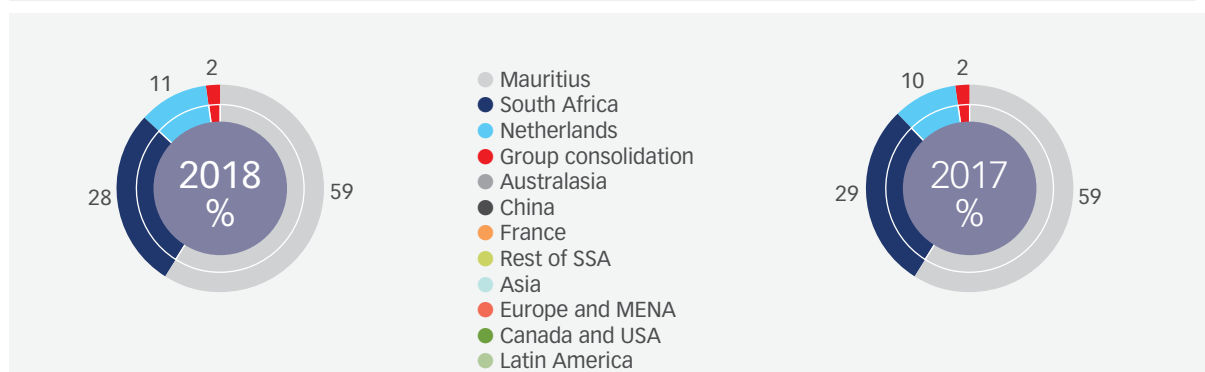 11
2
28
59
2018
%
Mauritius
South Africa
Netherlands
Group consolidation
Australasia
China
France
Rest of SSA
Asia
Europe and MENA
Canada and USA
Latin America
10
2
29
59
2017
%